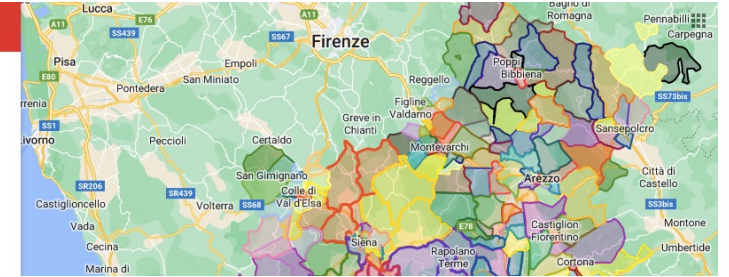 Lucca
E76
A11
A11
Bagno di
Romagna
Pennabilli
Carpegna
SS439
SS67
Firenze
Pisa
Empoli
E80
Pontedera
San Miniato
Reggello
Poppi
Bibbiena
Figline
Valdarno
SS73bis
SS1
Greve in
Chianti
Sansepolcro
Peccioli
Certaldo
Montevarchi
San Gimignano
Arezzo
Città di
Castello
SR206
SR439
Colle di
Val d'Elsa
Castiglioncello
Volterra
SS68
SS3bis
Vada
E78
Castiglion
Fiorentino
Montone
Cecina
Siena
Rapolano
Terme
Umbertide
Cortona
Marina di